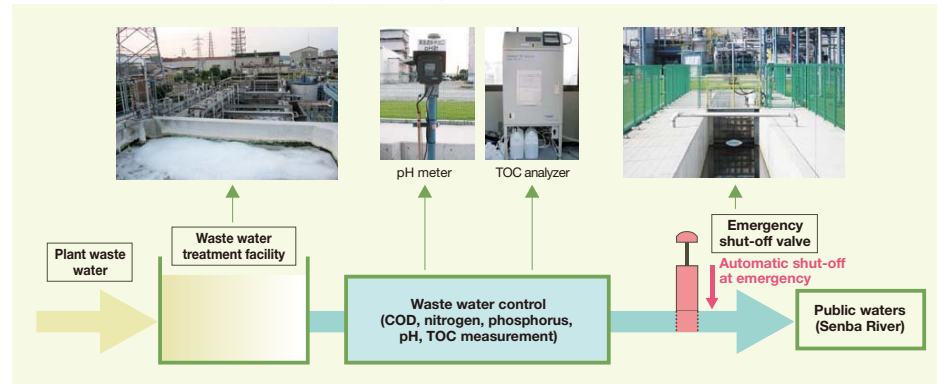 pH meter
TOC analyzer
Plant waste
water
Waste water
treatment facility
Waste water control
(COD, nitrogen, phosphorus,
pH, TOC measurement)
Emergency
shut-off valve
Automatic shut-off
at emergency
Public waters
(Senba River)